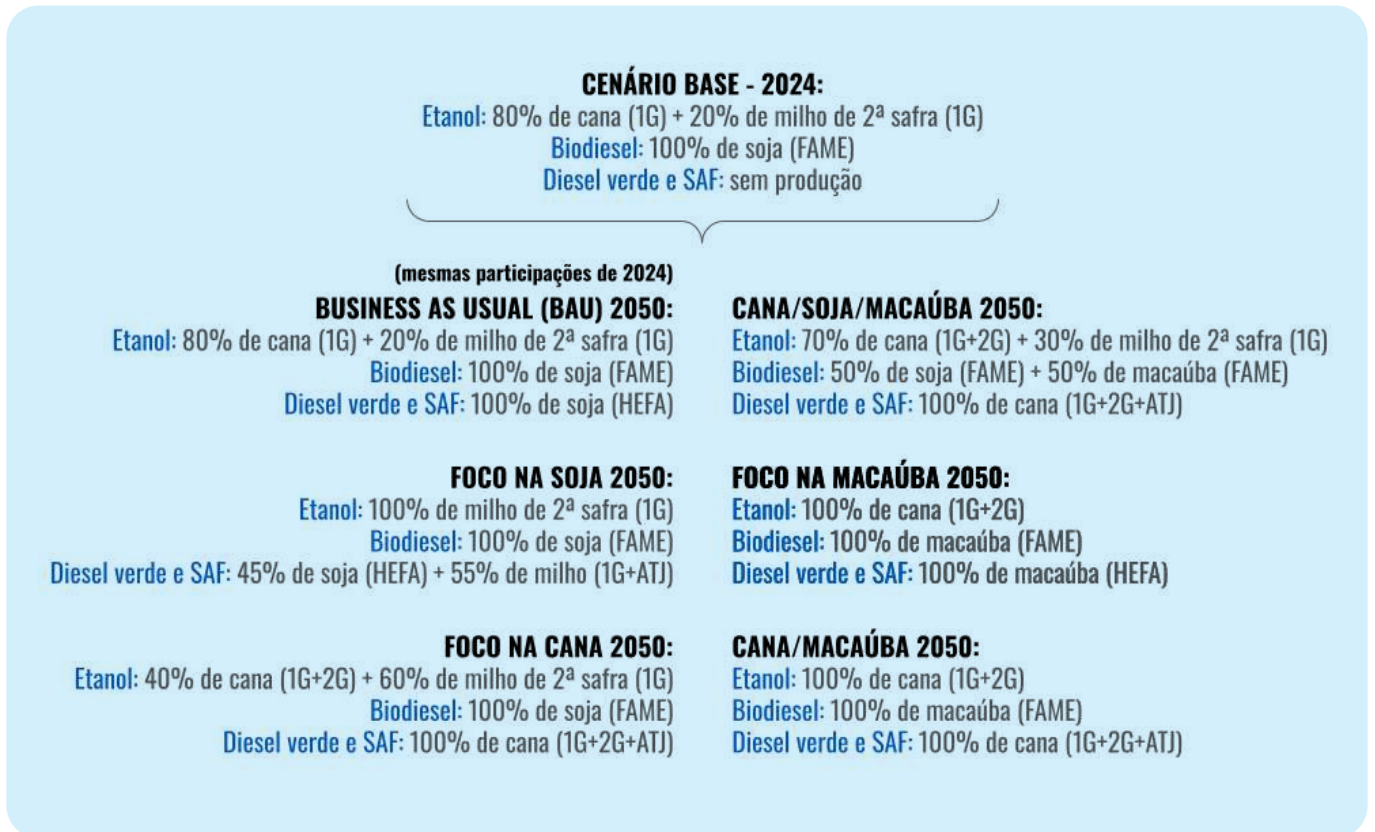 CENÁRIO BASE - 2024:
Etanol: 80% de cana (1G) + 20% de milho de 2ª safra (1G)
Biodiesel: 100% de soja (FAME)
Diesel verde e SAF: sem produção
(mesmas participações de 2024)
BUSINESS AS USUAL (BAU) 2050:
Etanol: 80% de cana (1G) + 20% de milho de 2ª safra (1G)
Biodiesel: 100% de soja (FAME)
Diesel verde e SAF: 100% de soja (HEFA)
CANA/SOJA/MACAÚBA 2050:
Etanol: 70% de cana (1G+2G) + 30% de milho de 2ª safra (1G)
Biodiesel: 50% de soja (FAME) + 50% de macaúba (FAME)
Diesel verde e SAF: 100% de cana (1G+2G+ATJ)
FOCO NA SOJA 2050:
Etanol: 100% de milho de 2ª safra (1G)
Biodiesel: 100% de soja (FAME)
Diesel verde e SAF: 45% de soja (HEFA) + 55% de milho (1G+ATJ)
FOCO NA MACAÚBA 2050:
Etanol: 100% de cana (1G+2G)
Biodiesel: 100% de macaúba (FAME)
Diesel verde e SAF: 100% de macaúba (HEFA)
FOCO NA CANA 2050:
Etanol: 40% de cana (1G+2G) + 60% de milho de 2ª safra (1G)
Biodiesel: 100% de soja (FAME)
Diesel verde e SAF: 100% de cana (1G+2G+ATJ)
CANA/MACAÚBA 2050:
Etanol: 100% de cana (1G+2G)
Biodiesel: 100% de macaúba (FAME)
Diesel verde e SAF: 100% de cana (1G+2G+ATJ)